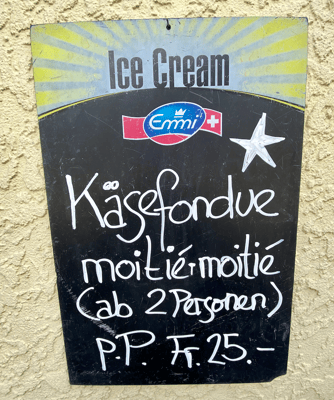 Ice Cream
Emmi
Käsefondue
moitié+moitié
(ab 2 Personen)
p.P. Fr. 25.-